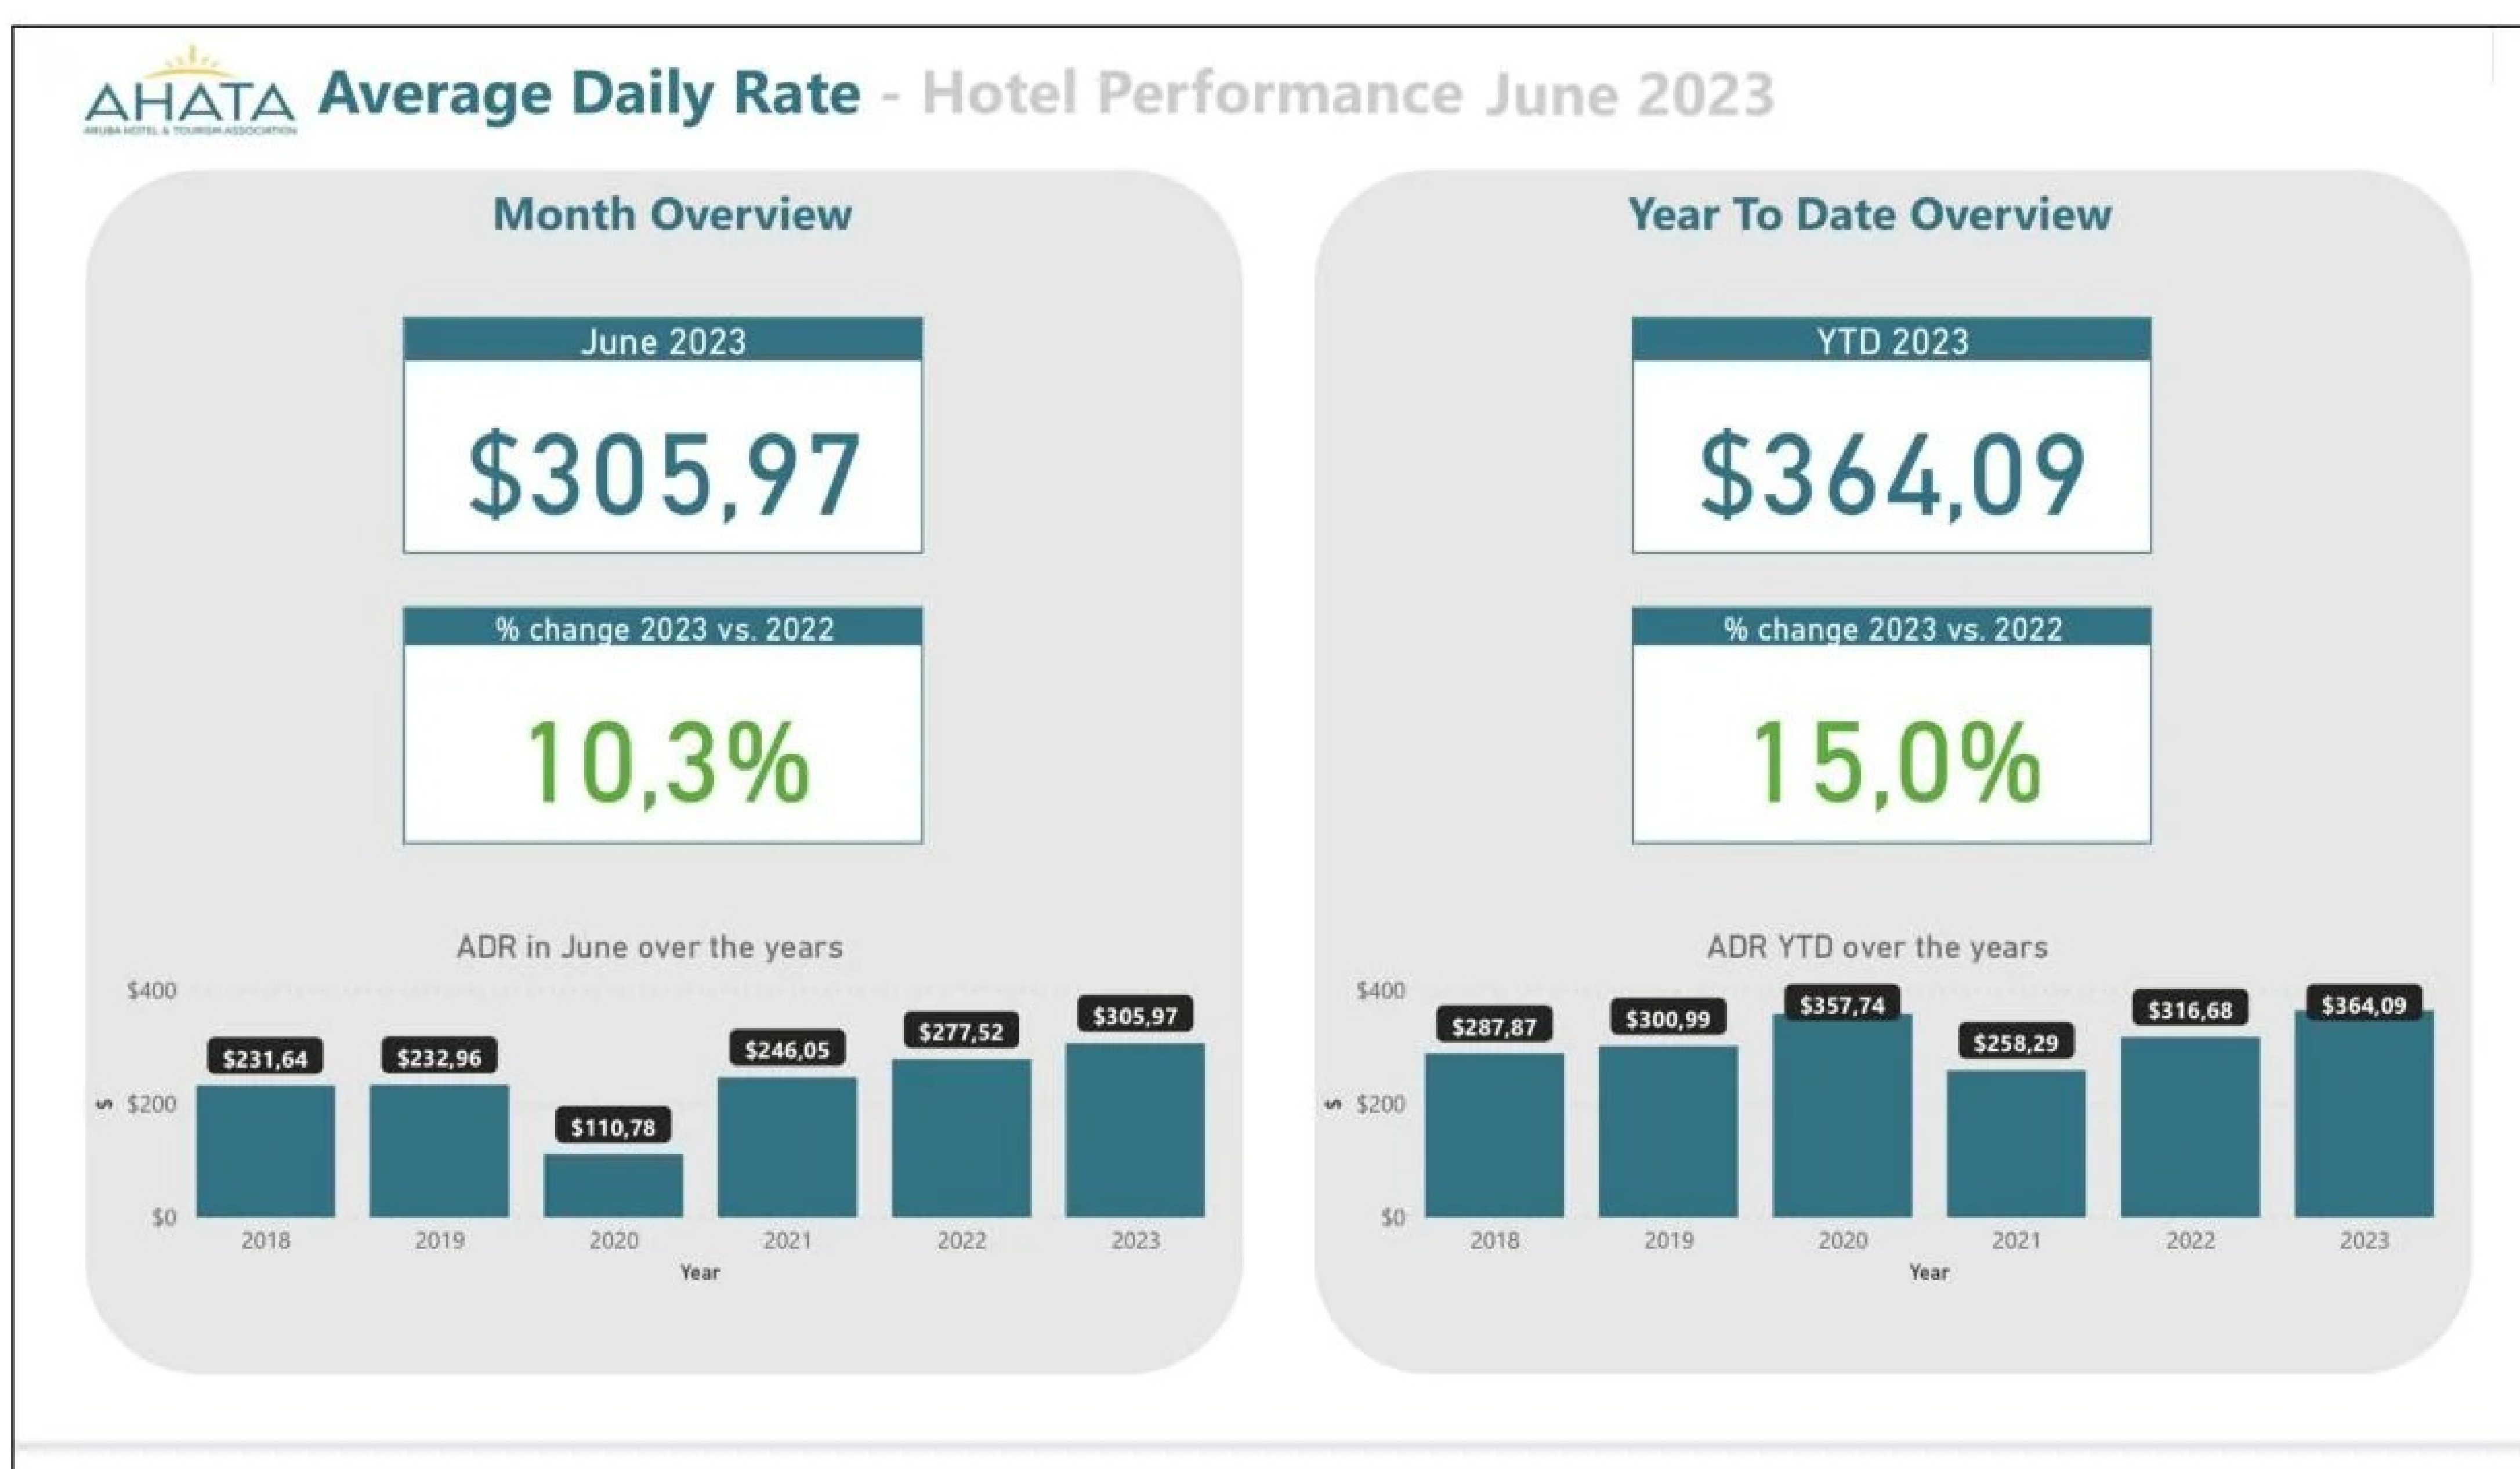 AHATA
ARUBA HOTEL & TOURISM ASSOCIATION
Average Daily Rate - Hotel Performance June 2023
Month Overview
June 2023
$305,97
% change 2023 vs. 2022
10,3%
ADR in June over the years
$400
$200
$0
$
$231,64
$232,96
$110,78
$246,05
$277,52
$305,97
2018 2019 2020 2021 2022 2023
Year
Year To Date Overview
YTD 2023
$364,09
% change 2023 vs. 2022
15,0%
ADR YTD over the years
$400
$200
$0
$
$287,87
$300,99
$357,74
$258,29
$316,68
$364,09
2018 2019 2020 2021 2022 2023
Year